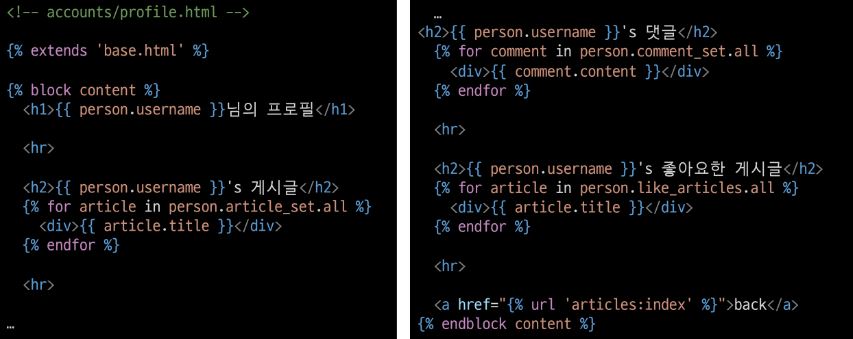 <!-- accounts/profile.html -->
{% extends 'base.html' %}
{% block content %}
<h1>{{ person.username }}님의 프로필</h1>
<hr>
<h2>{{ person.username }}'s 게시글</h2>
{% for article in person.article_set.all %}
<div>{{ article.title }}</div>
{% endfor %}
<hr>
…
…
<h2>{{ person.username }}'s 댓글</h2>
{% for comment in person.comment_set.all %}
<div>{{ comment.content }}</div>
{% endfor %}
<hr>
<h2>{{ person.username }}'s 좋아요한 게시글</h2>
{% for article in person.like_articles.all %}
<div>{{ article.title }}</div>
{% endfor %}
<hr>
<a href="{% url 'articles:index' %}">back</a>
{% endblock content %}